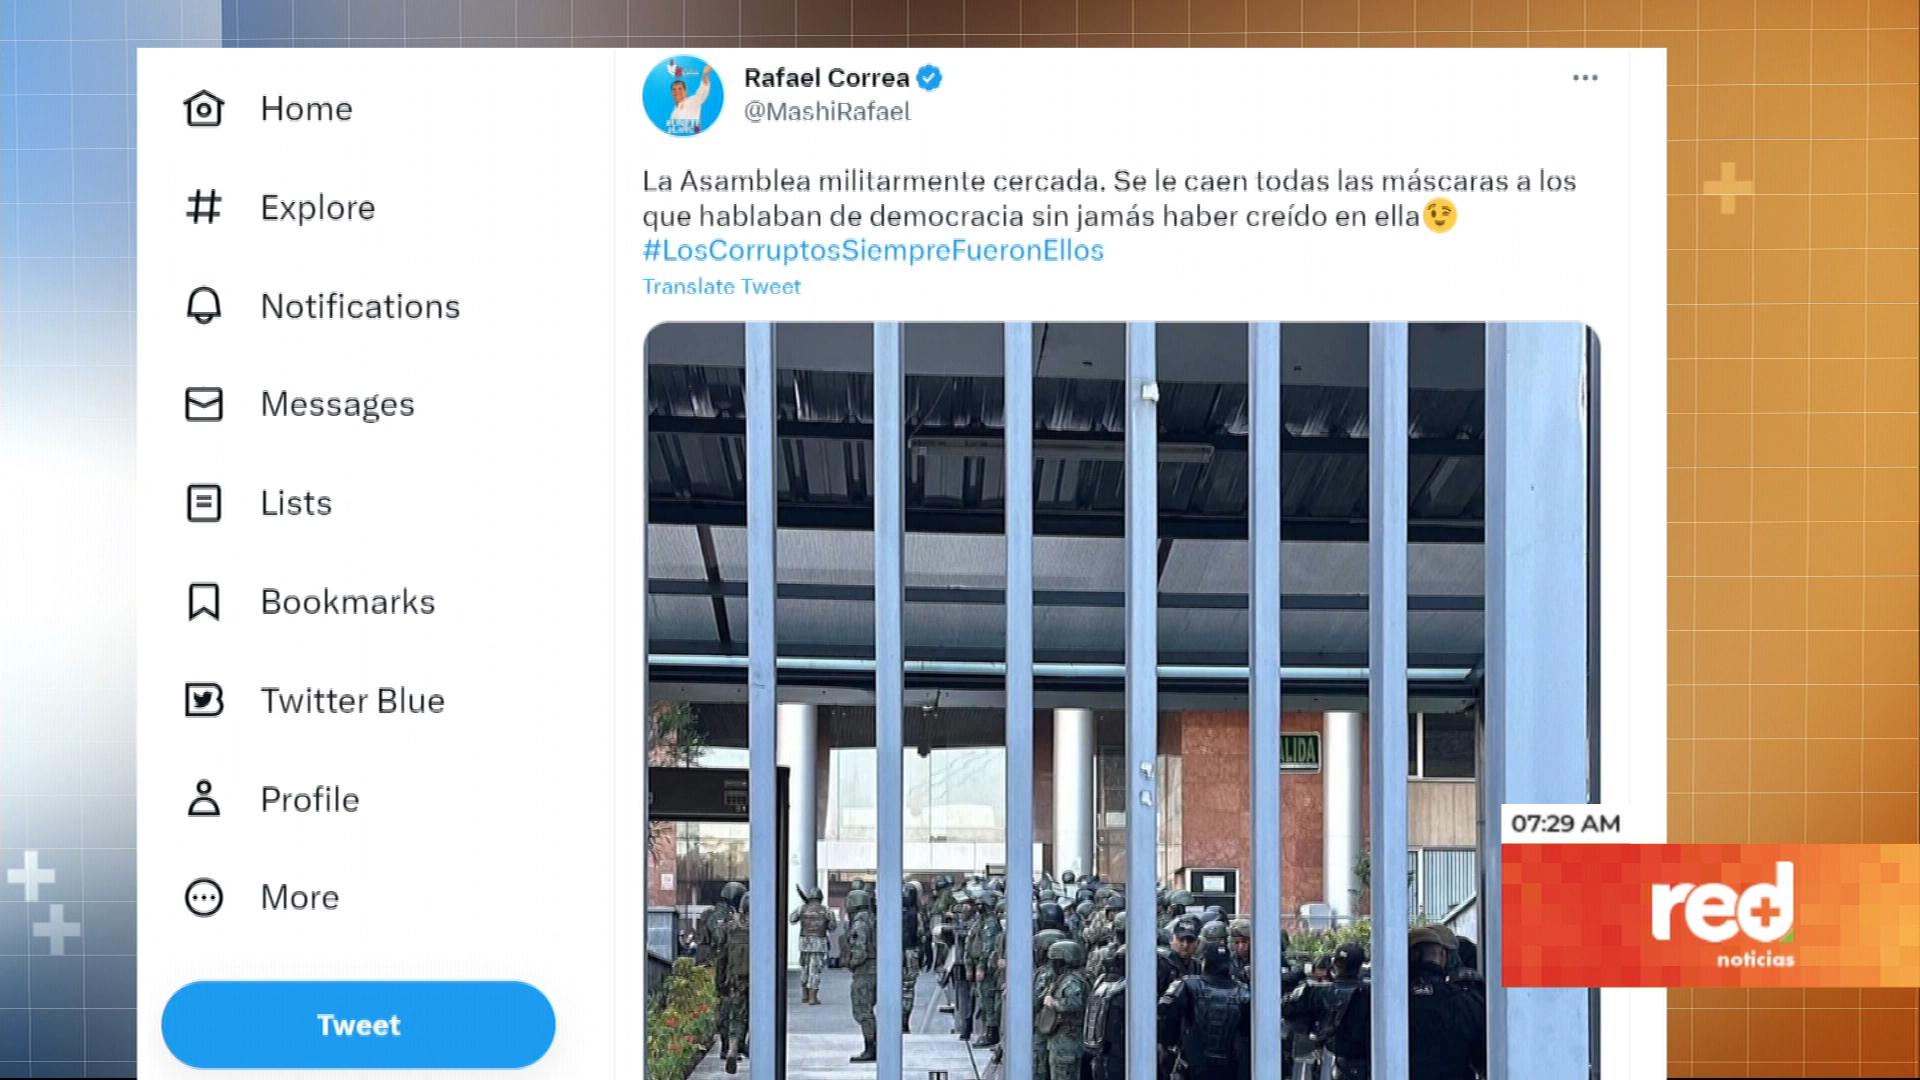 Home
Explore
Notifications
Messages
Lists
Bookmarks
Twitter Blue
Profile
More
Tweet
Rafael Correa
@MashiRafael
La Asamblea militarmente cercada. Se le caen todas las máscaras a los
que hablaban de democracia sin jamás haber creído en ella😉
#LosCorruptosSiempreFueronEllos
Translate Tweet
ALIDA
07:29 AM
red
noticias